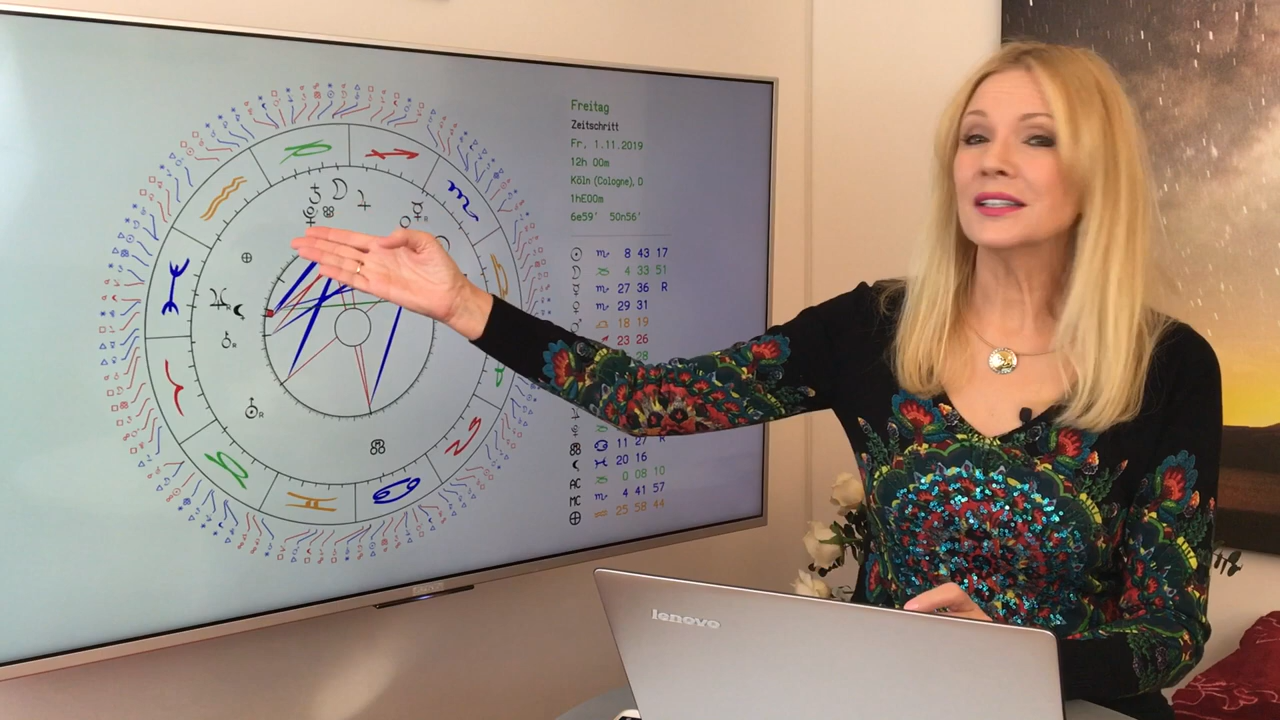 Freitag
Zeitschritt
Fr, 1.11.2019
12h 00m
Köln (Cologne), D
1hE00m
6e59' 50n56'
☉ ♏ 8 43 17
☽ ♑ 4 33 51
☿ ♏ 27 36 R
♀ ♏ 29 31
♂ ♎ 18 19
23 26
28
R
☊ ♋ 11 27 R
⚸ ♓ 20 16
AC ♑ 0 08 10
MC ♏ 4 41 57
⊕ ♒ 25 58 44
lenovo